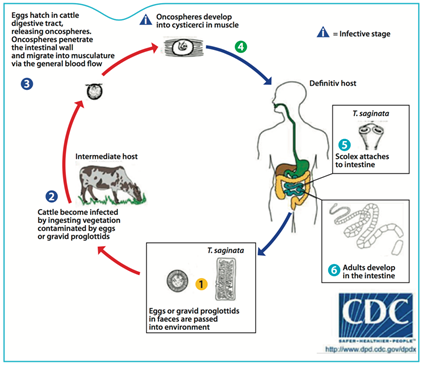 Eggs hatch in cattle
digestive tract,
releasing oncospheres.
Oncospheres penetrate
the intestinal wall
and migrate into musculature
via the general blood flow
3
Oncospheres develop
into cysticerci in muscle
4
= Infective stage
Definitiv host
T. saginata
5
Scolex attaches
to intestine
6
Adults develop
in the intestine
Intermediate host
2
Cattle become infected
by ingesting vegetation
contaminated by eggs
or gravid proglottids
T. saginata
1
Eggs or gravid proglottids
in faeces are passed
into environment
CDC
SAFER•HEALTHIER•PEOPLE™
http://www.dpd.cdc.gov/dpdx